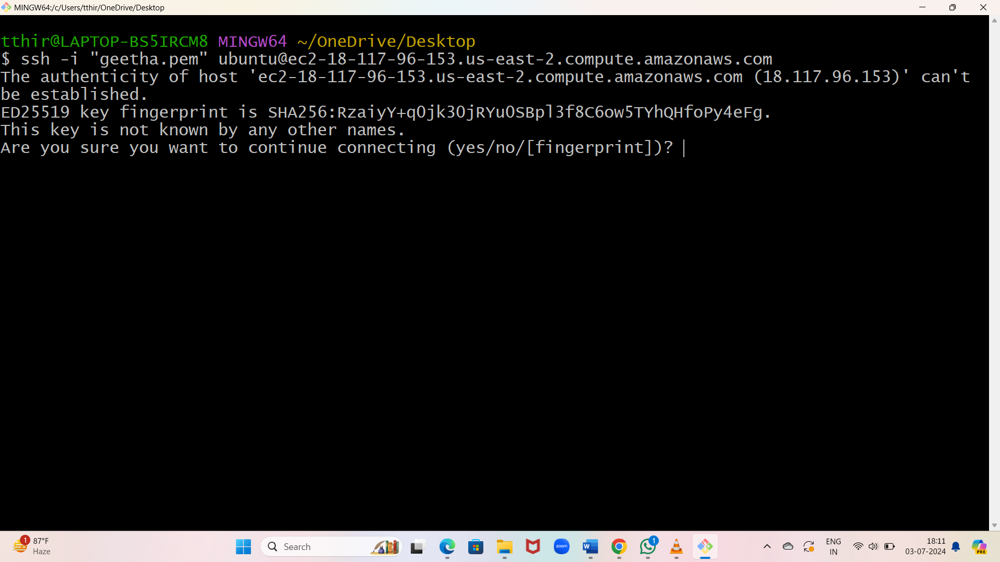 MINGW64:/c/Users/tthir/OneDrive/Desktop
tthir@LAPTOP-BS5IRCM8 MINGW64 ~/OneDrive/Desktop
$ ssh -i "geetha.pem" ubuntu@ec2-18-117-96-153.us-east-2.compute.amazonaws.com
The authenticity of host 'ec2-18-117-96-153.us-east-2.compute.amazonaws.com (18.117.96.153)' can't
be established.
ED25519 key fingerprint is SHA256:RzaiyY+q0jk3OjRYuOSBpl3f8C6ow5TYhQHfoPy4eFg.
This key is not known by any other names.
Are you sure you want to continue connecting (yes/no/[fingerprint])?
1
87°F
Haze
Search
zoom
W
1
ENG
IN
18:11
03-07-2024
PRE